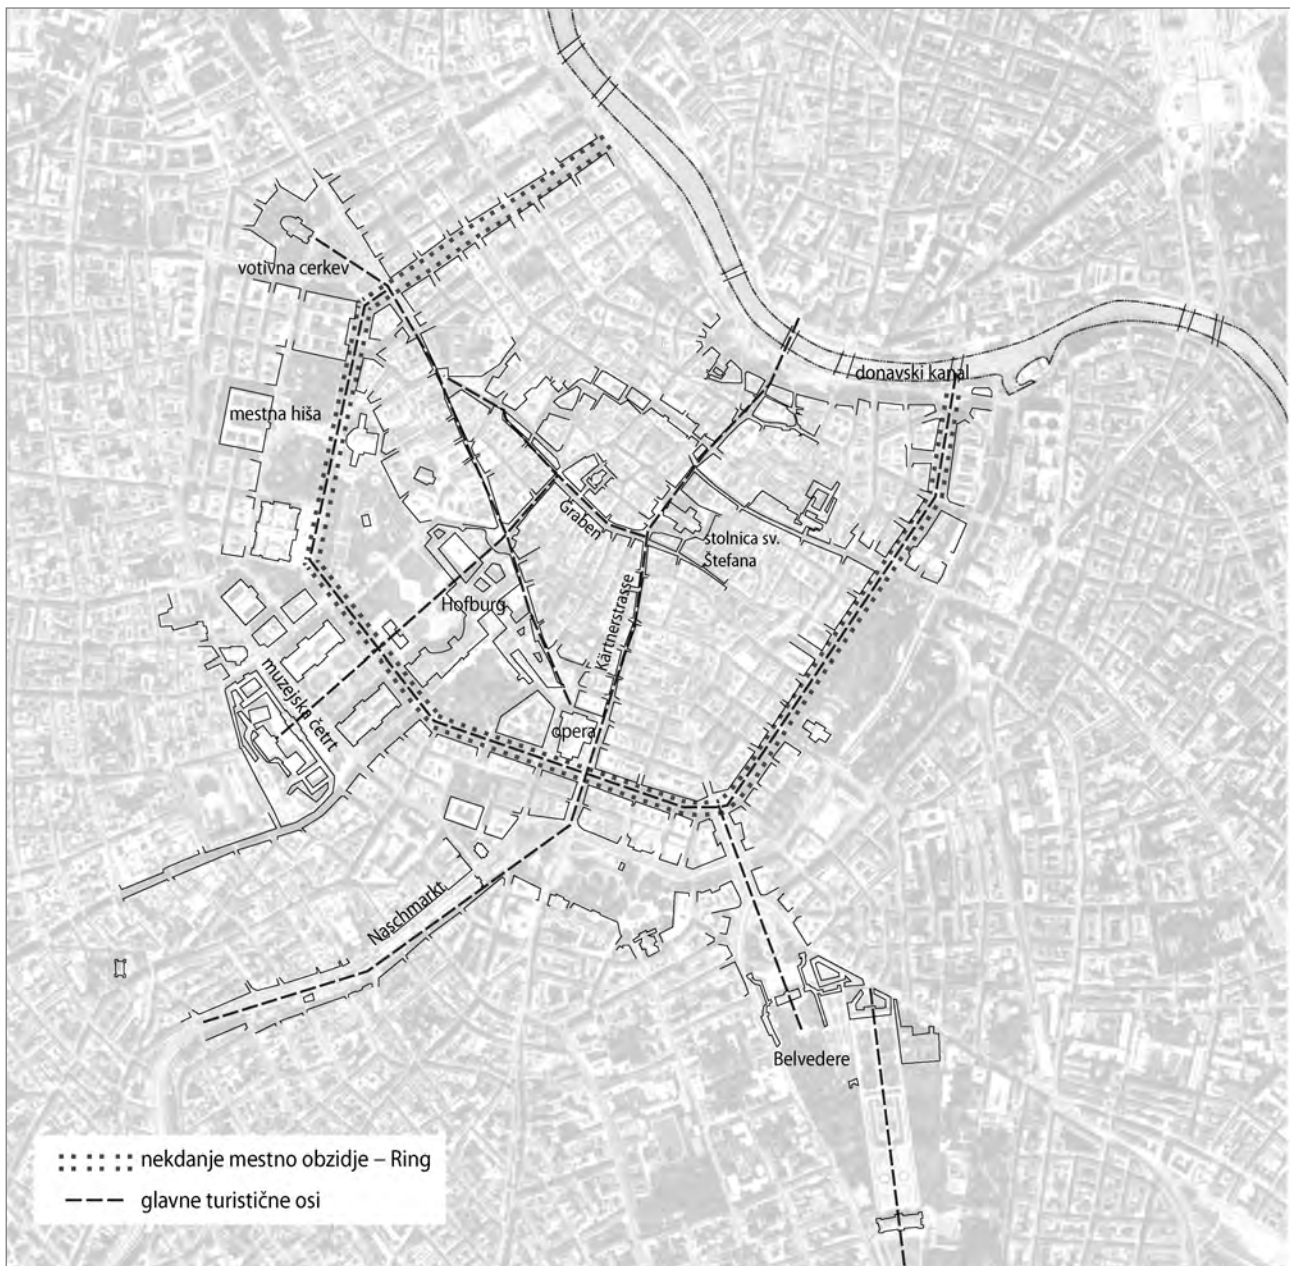 votivna cerkev
donavski kanal
mestna hiša
Graben
stolnica sv.
Štefana
Hofburg
Kärtnerstrasse
muzejska četrt
opera
Naschmarkt
Belvedere
nekdanje mestno obzidje – Ring
glavne turistične osi